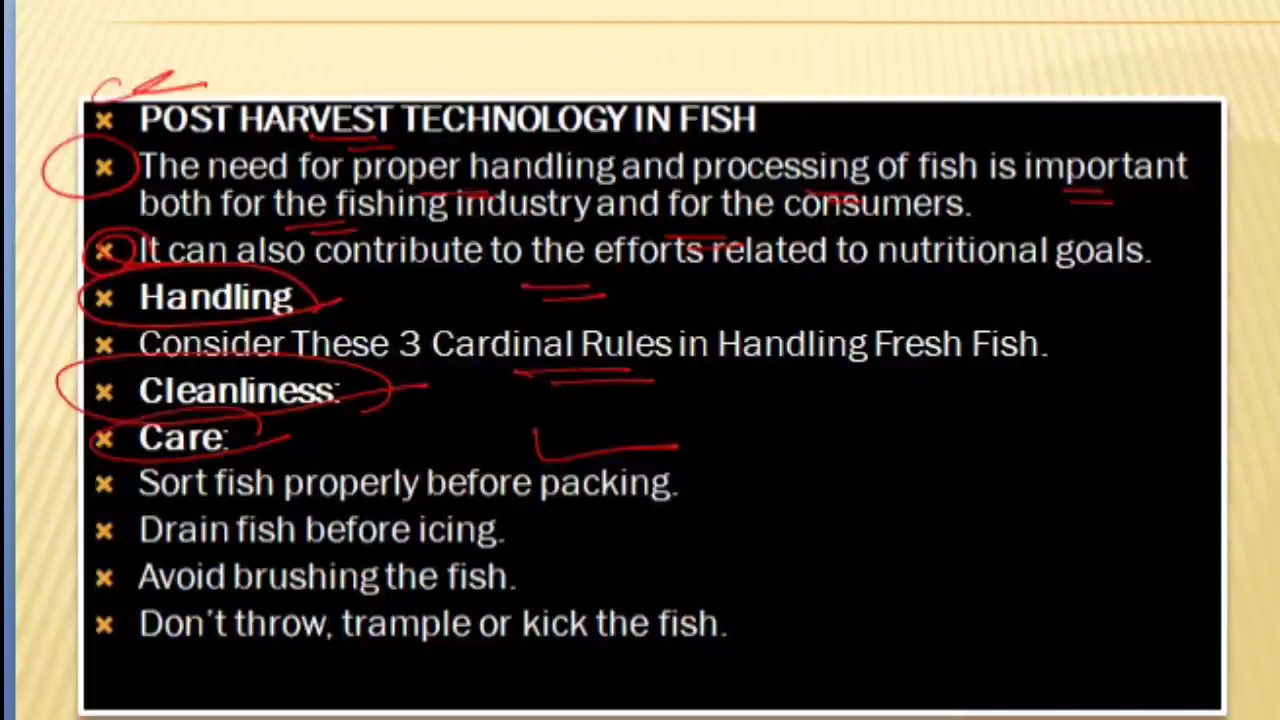 POST HARVEST TECHNOLOGY IN FISH
The need for proper handling and processing of fish is important
both for the fishing industry and for the consumers.
It can also contribute to the efforts related to nutritional goals.
Handling
Consider These 3 Cardinal Rules in Handling Fresh Fish.
Cleanliness:
Care:
Sort fish properly before packing.
Drain fish before icing.
Avoid brushing the fish.
Don't throw, trample or kick the fish.